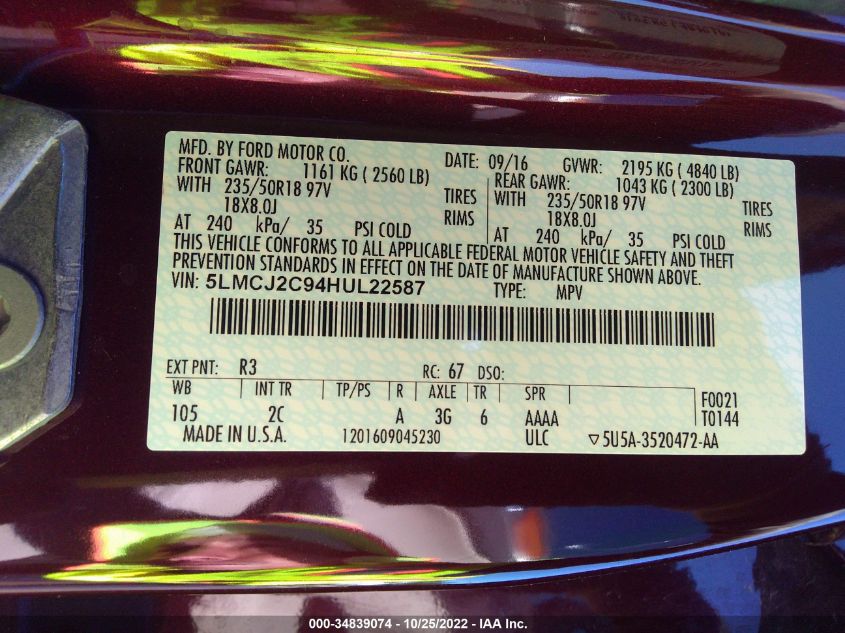 MFD. BY FORD MOTOR CO. DATE: 09/16 GVWR: 2195 KG ( 4840 LB)
FRONT GAWR: 1161 KG ( 2560 LB) REAR GAWR: 1043 KG ( 2300 LB)
WITH 235/50R18 97V TIRES WITH 235/50R18 97V TIRES
18X8.0J RIMS 18X8.0J RIMS
AT 240 kPa/ 35 PSI COLD AT 240 kPa/ 35 PSI COLD
THIS VEHICLE CONFORMS TO ALL APPLICABLE FEDERAL MOTOR VEHICLE SAFETY AND THEFT
PREVENTION STANDARDS IN EFFECT ON THE DATE OF MANUFACTURE SHOWN ABOVE.
VIN: 5LMCJ2C94HUL22587 TYPE: MPV
EXT PNT: R3 RC: 67 DSO:
WB INT TR TP/PS R AXLE TR SPR F0021
105 2C A 3G 6 AAAA T0144
MADE IN U.S.A. 1201609045230 ULC ▽5U5A-3520472-AA
000-34839074 - 10/25/2022 - IAA Inc.